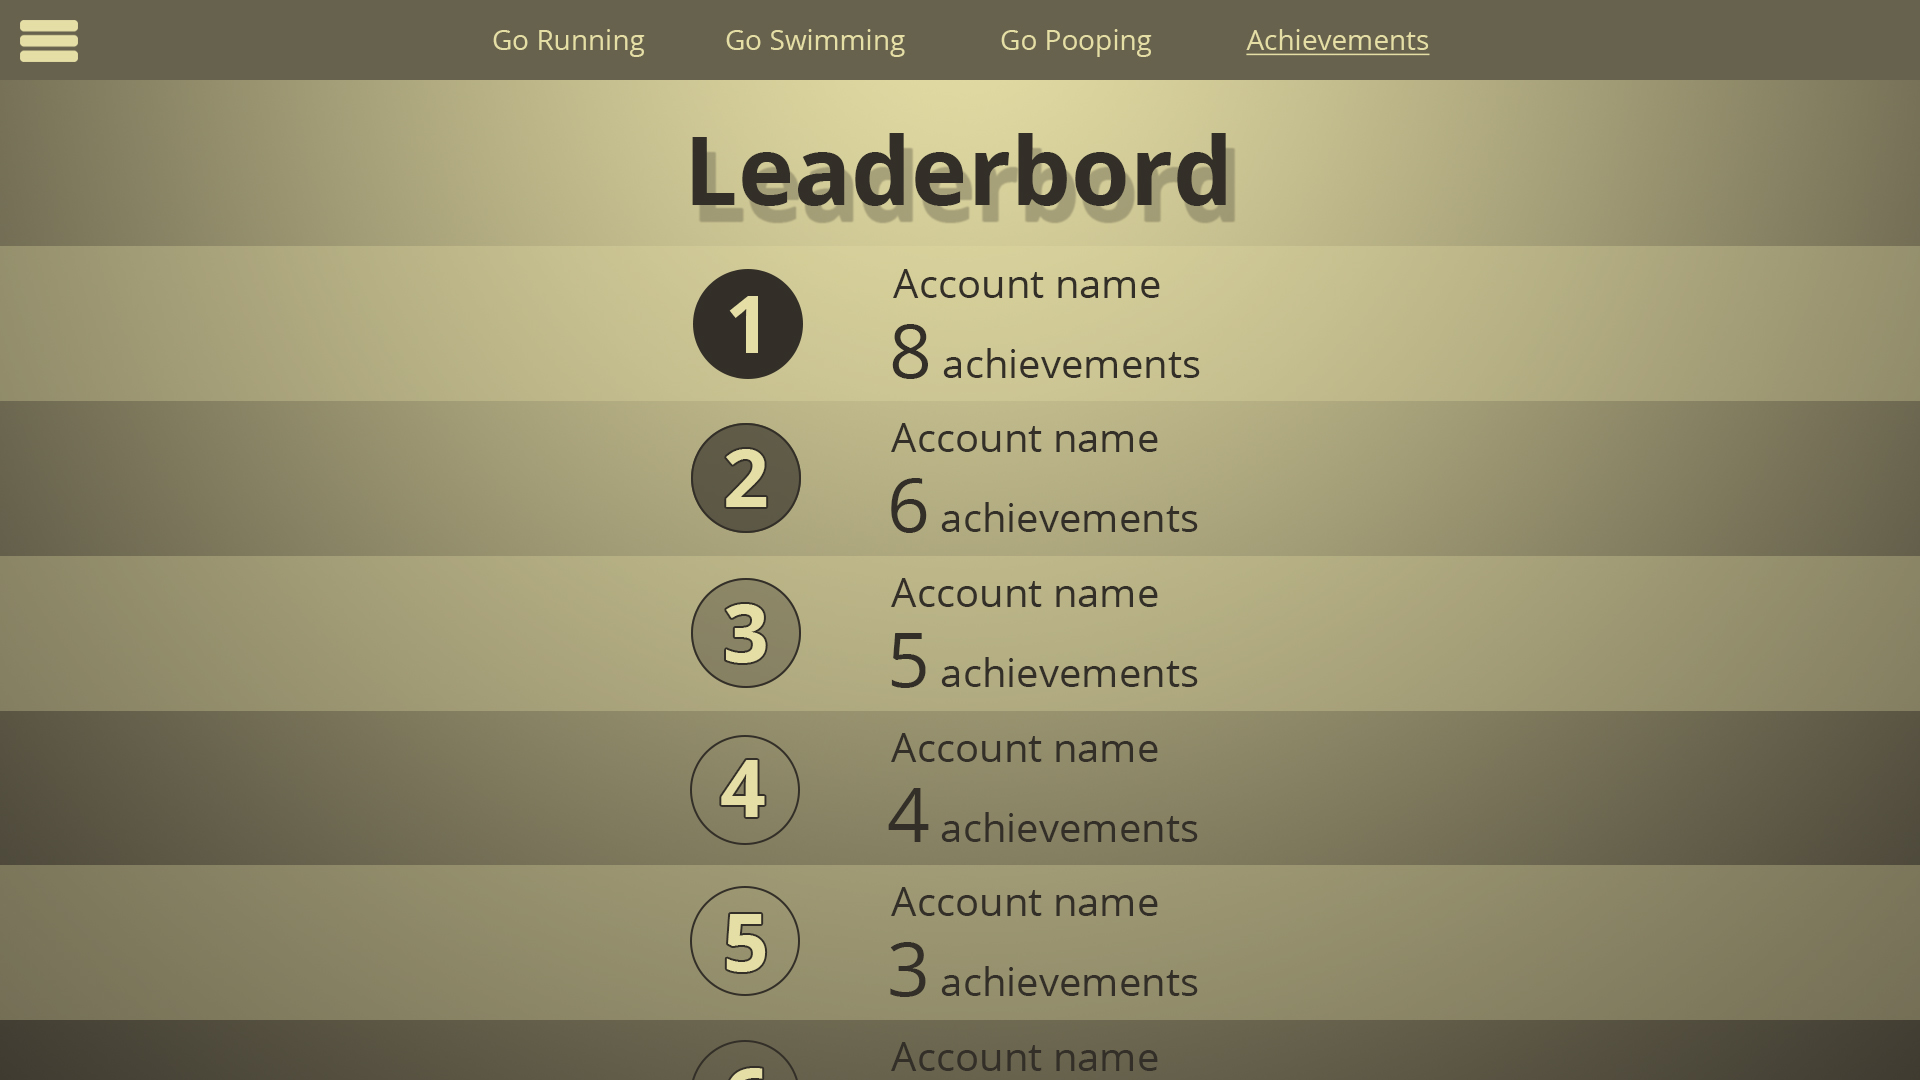 Go Running Go Swimming Go Pooping Achievements
Leaderbord
1
Account name
8 achievements
2
Account name
6 achievements
3
Account name
5 achievements
4
Account name
4 achievements
5
Account name
3 achievements
Account name